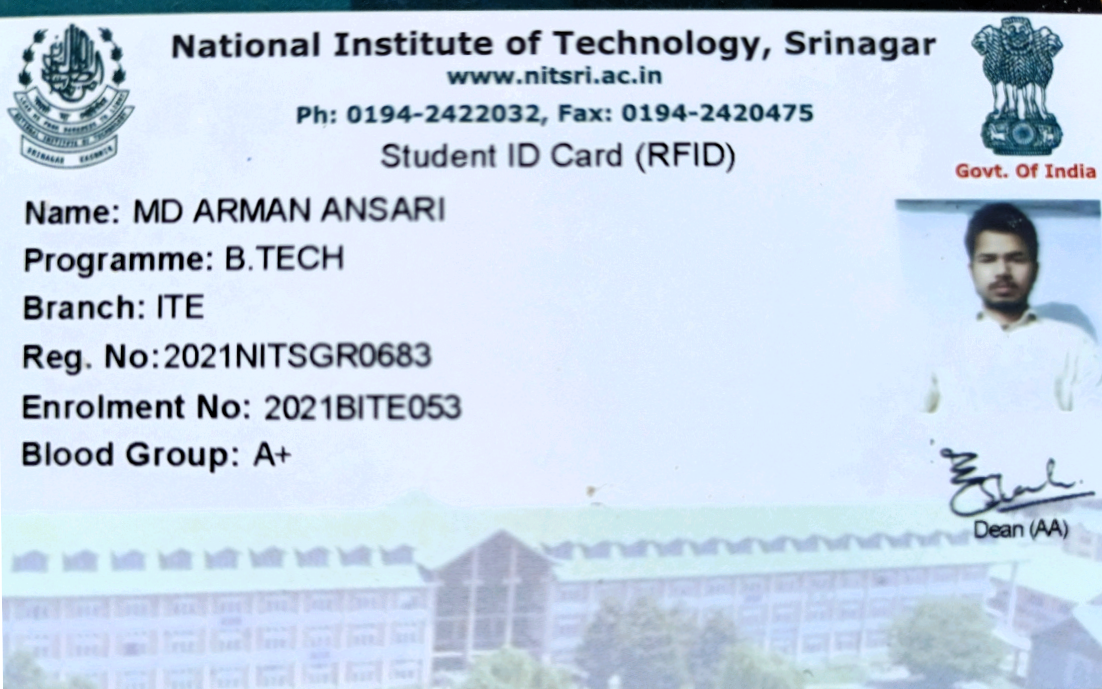 National Institute of Technology, Srinagar
www.nitsri.ac.in
Ph: 0194-2422032, Fax: 0194-2420475
Student ID Card (RFID)
Govt. Of India
Name: MD ARMAN ANSARI
Programme: B.TECH
Branch: ITE
Reg. No:2021NITSGR0683
Enrolment No: 2021BITE053
Blood Group: A+
Dean (AA)
SRINAGAR KASHMIR